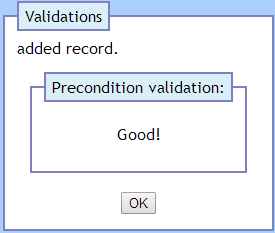 Validations
added record.
Precondition validation:
Good!
OK